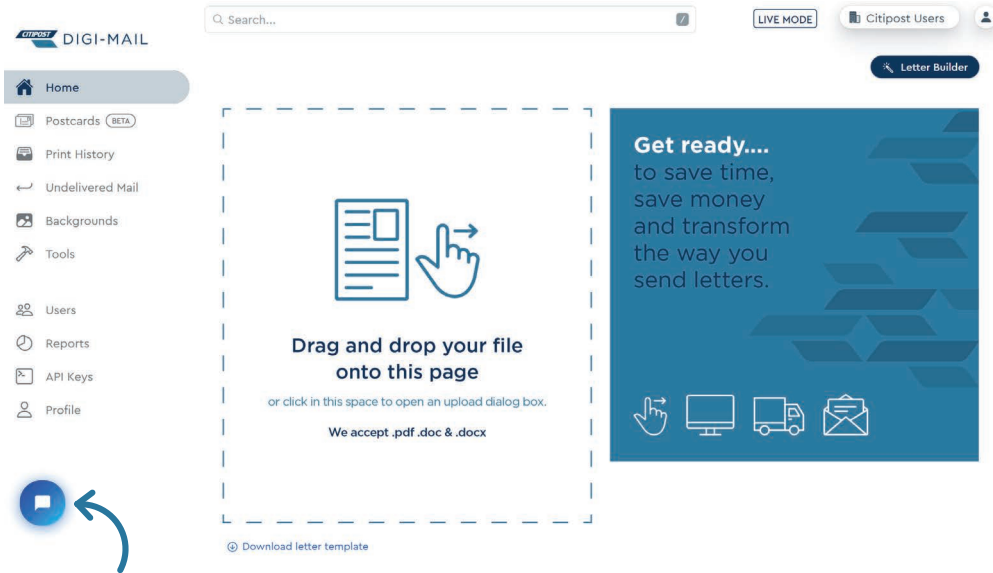 CITIPOST DIGI-MAIL
Search... /
LIVE MODE
Citipost Users
Letter Builder
Home
Postcards BETA
Print History
Undelivered Mail
Backgrounds
Tools
Users
Reports
API Keys
Profile
Drag and drop your file
onto this page
or click in this space to open an upload dialog box.
We accept .pdf .doc & .docx
Download letter template
Get ready....
to save time,
save money
and transform
the way you
send letters.